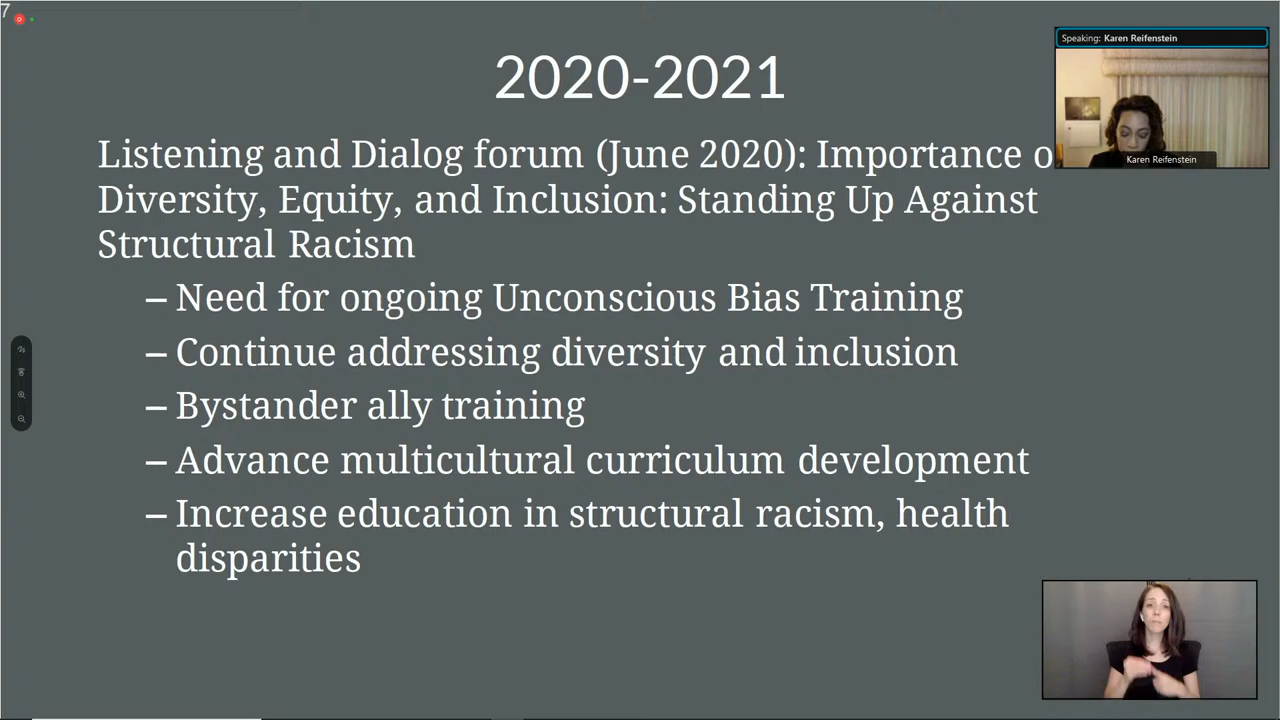 7
Speaking: Karen Reifenstein
2020-2021
Karen Reifenstein
Listening and Dialog forum (June 2020): Importance o
Diversity, Equity, and Inclusion: Standing Up Against
Structural Racism
– Need for ongoing Unconscious Bias Training
– Continue addressing diversity and inclusion
– Bystander ally training
– Advance multicultural curriculum development
– Increase education in structural racism, health
disparities